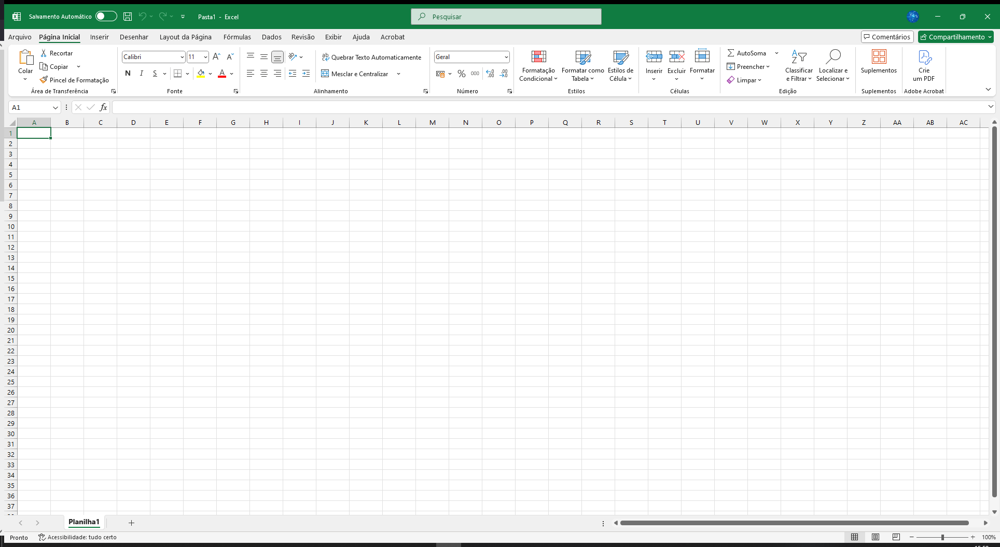 Salvamento Automático
Pasta1 - Excel
Pesquisar
Arquivo Página Inicial Inserir Desenhar Layout da Página Fórmulas Dados Revisão Exibir Ajuda Acrobat
Comentários Compartilhamento
Colar
Recortar
Copiar
Pincel de Formatação
Área de Transferência
Calibri 11
N I S A
Fonte
ab Quebrar Texto Automaticamente
Mesclar e Centralizar
Alinhamento
Geral
% 000
Número
Formatação Condicional
Formatar como Tabela
Estilos de Célula
Estilos
Inserir Excluir Formatar
Células
AutoSoma
Preencher
Limpar
Classificar e Filtrar
Localizar e Selecionar
Edição
Suplementos
Suplementos
Crie um PDF
Adobe Acrobat
A1 fx
A B C D E F G H I J K L M N O P Q R S T U V W X Y Z AA AB AC
1
2
3
4
5
6
7
8
9
10
11
12
13
14
15
16
17
18
19
20
21
22
23
24
25
26
27
28
29
30
31
32
33
34
35
36
37
Planilha1
Pronto
Acessibilidade: tudo certo
100%